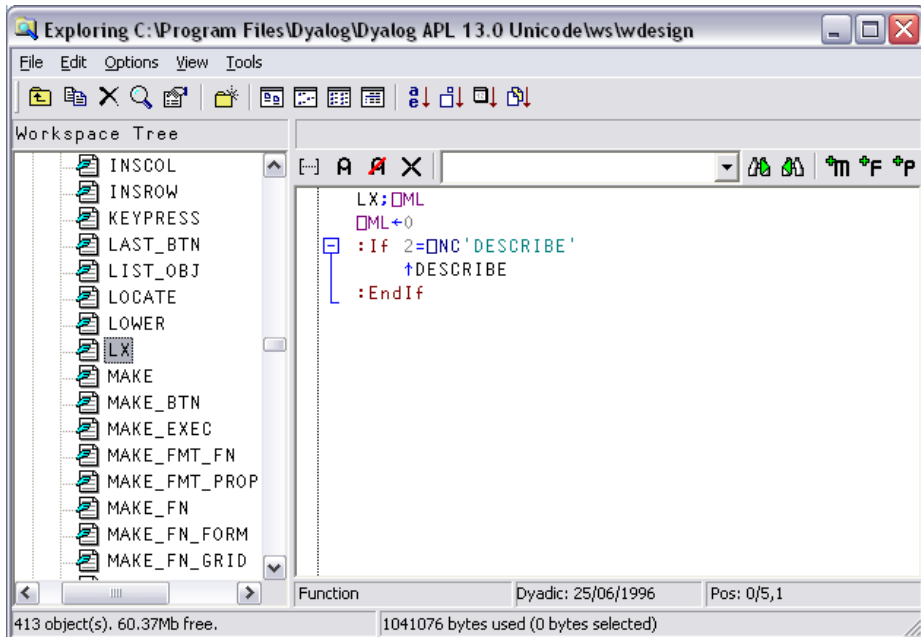 Exploring C:\Program Files\Dyalog\Dyalog APL 13.0 Unicode\ws\wdesign
File Edit Options View Tools
Workspace Tree
INSCOL
INSROW
KEYPRESS
LAST_BTN
LIST_OBJ
LOCATE
LOWER
LX
MAKE
MAKE_BTN
MAKE_EXEC
MAKE_FMT_FN
MAKE_FMT_PROP
MAKE_FN
MAKE_FN_FORM
MAKE_FN_GRID
LX;⎕ML
⎕ML←0
:If 2=⎕NC'DESCRIBE'
↑DESCRIBE
:EndIf
Function Dyadic: 25/06/1996 Pos: 0/5,1
413 object(s). 60.37Mb free. 1041076 bytes used (0 bytes selected)